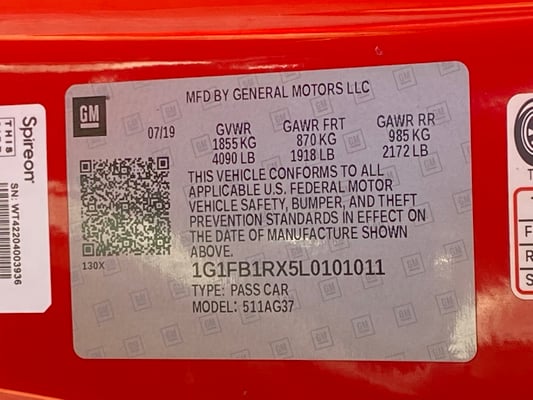 MFD BY GENERAL MOTORS LLC
GM
07/19
GVWR
1855 KG
4090 LB
GAWR FRT
870 KG
1918 LB
GAWR RR
985 KG
2172 LB
THIS VEHICLE CONFORMS TO ALL
APPLICABLE U.S. FEDERAL MOTOR
VEHICLE SAFETY, BUMPER, AND THEFT
PREVENTION STANDARDS IN EFFECT ON
THE DATE OF MANUFACTURE SHOWN
ABOVE.
130X
1G1FB1RX5L0101011
TYPE: PASS CAR
MODEL: 511AG37
Spireon
THIS
T
F
R
S